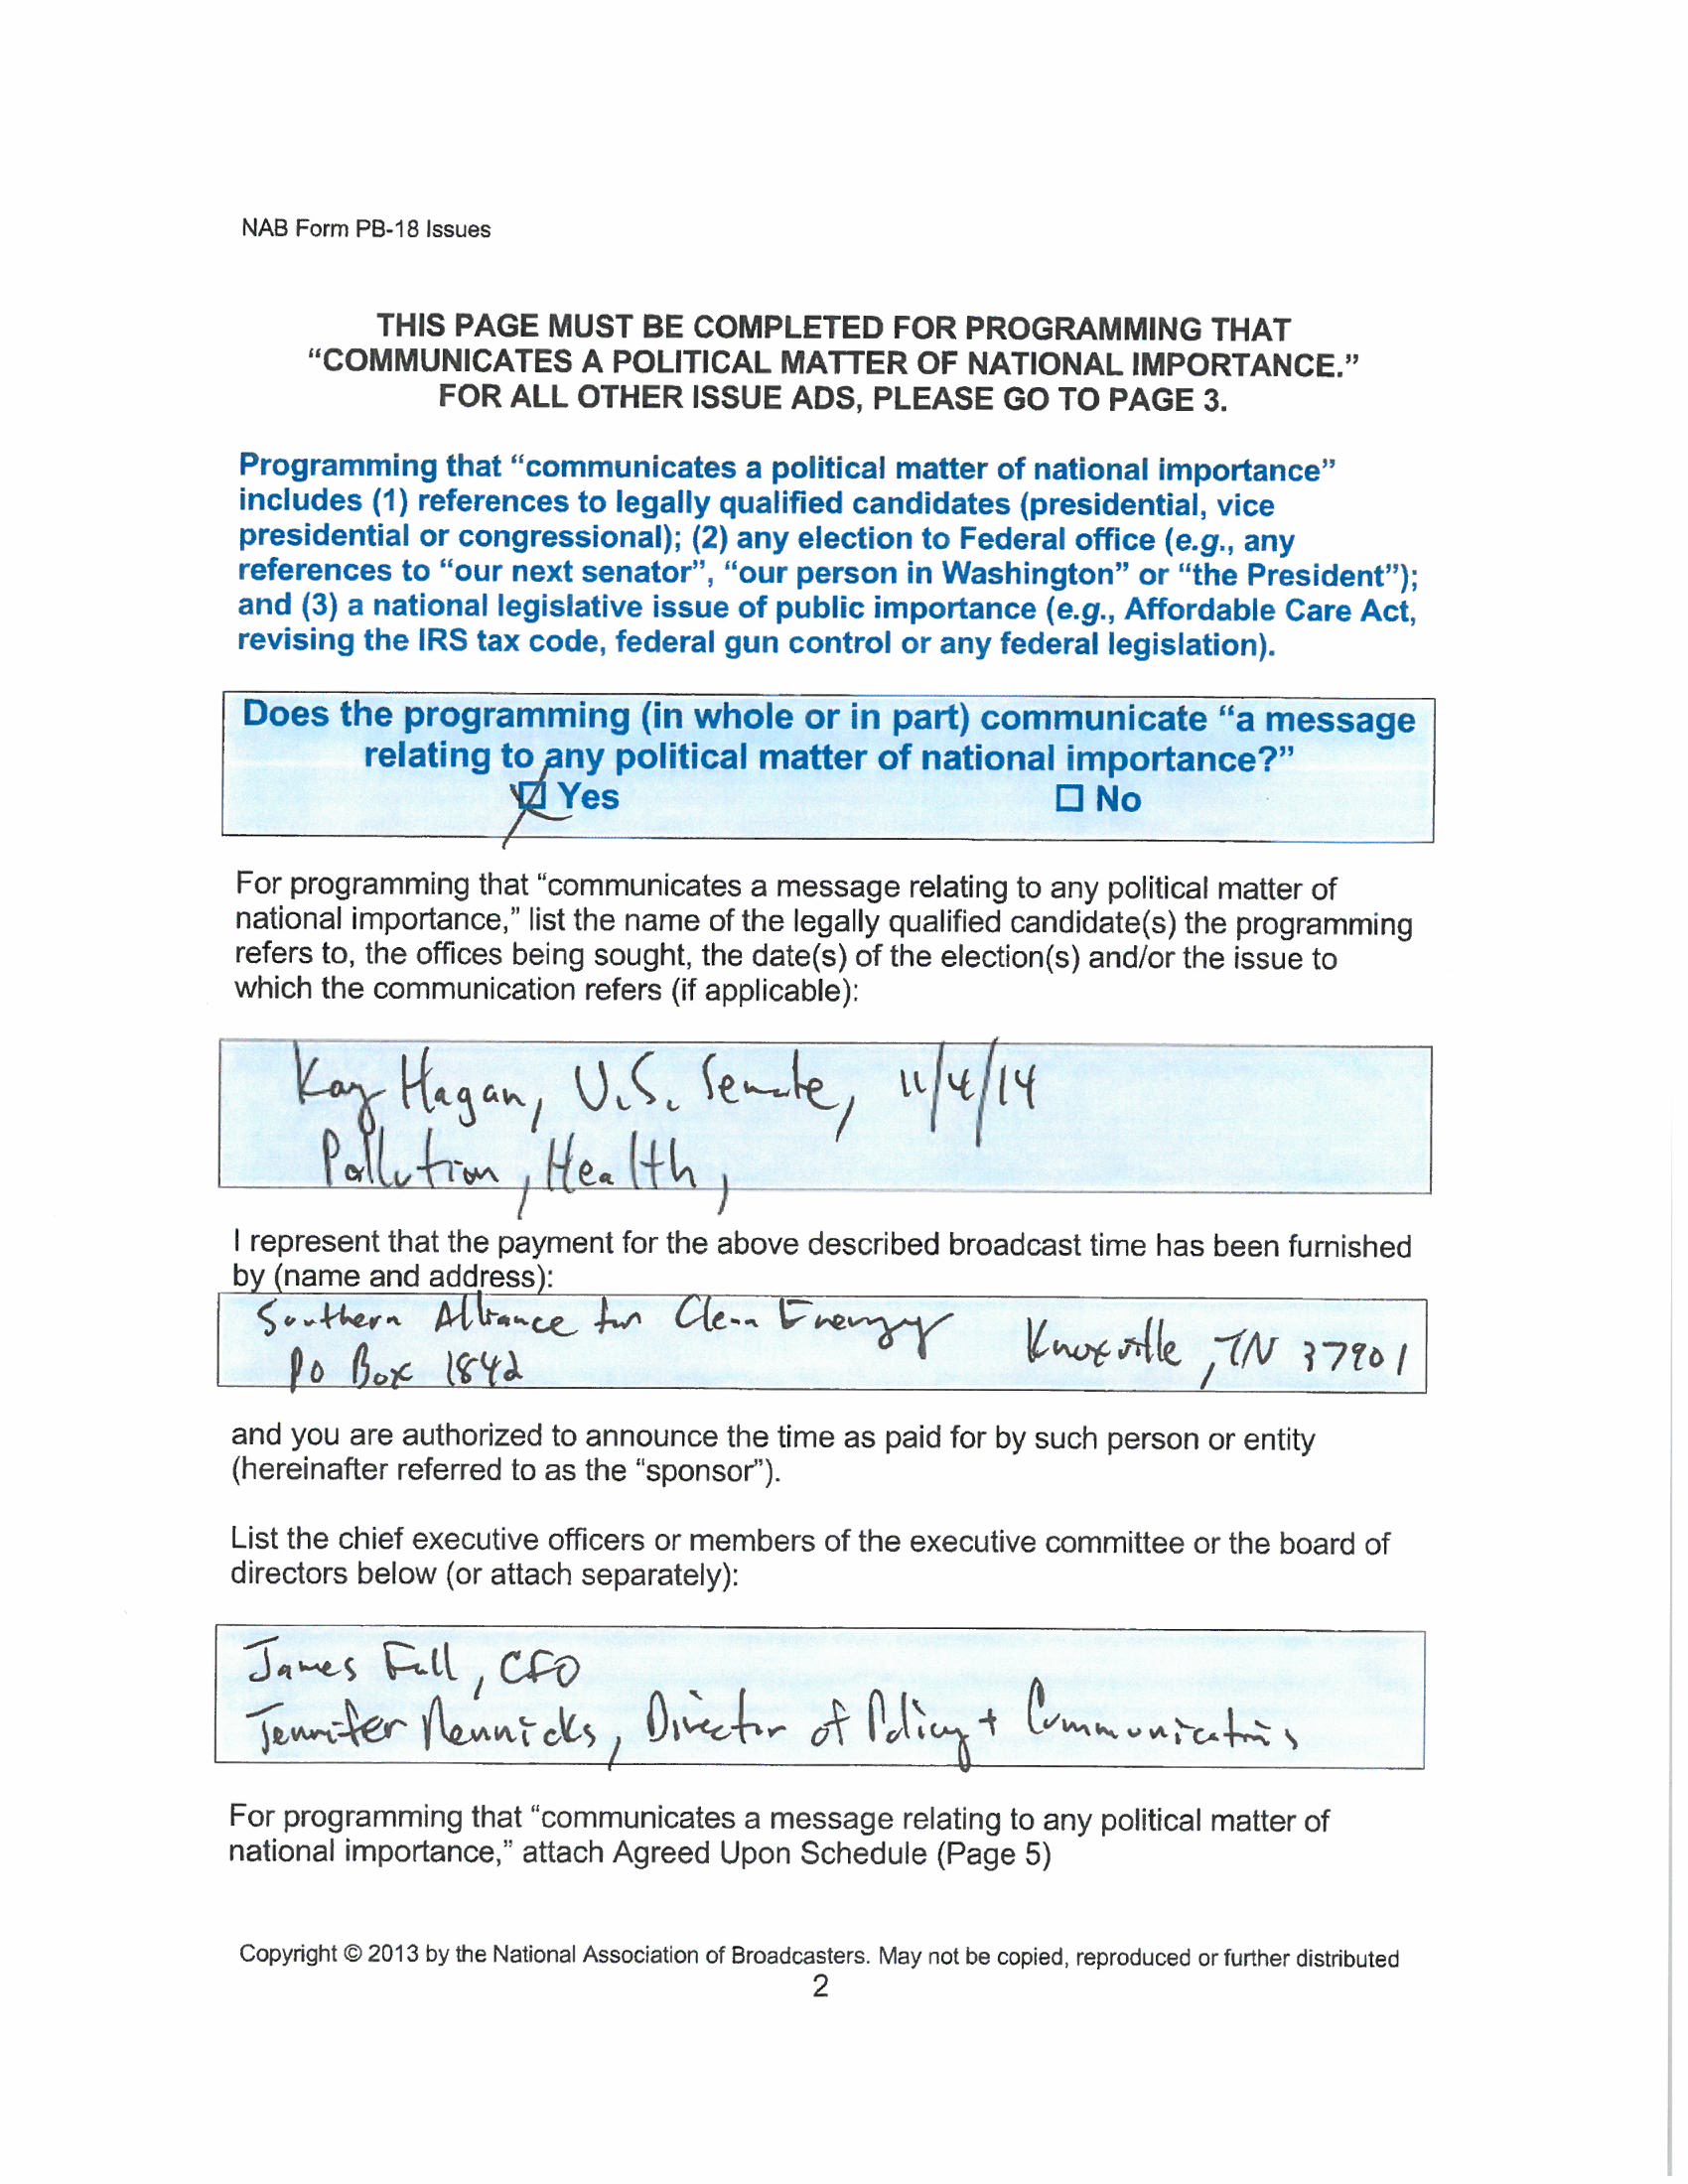 NAB Form PB-18 Issues
THIS PAGE MUST BE COMPLETED FOR PROGRAMMING THAT
“COMMUNICATES A POLITICAL MATTER OF NATIONAL IMPORTANCE.”
FOR ALL OTHER ISSUE ADS, PLEASE GO TO PAGE 3.
Programming that “communicates a political matter of national importance”
includes (1) references to legally qualified candidates (presidential, vice
presidential or congressional); (2) any election to Federal office (e.g., any
references to “our next senator”, “our person in Washington” or “the President”);
and (3) a national legislative issue of public importance (e.g., Affordable Care Act,
revising the IRS tax code, federal gun control or any federal legislation).
Does the programming (in whole or in part) communicate “a message
relating to any political matter of national importance?”
☒ Yes ☐ No
For programming that “communicates a message relating to any political matter of
national importance,” list the name of the legally qualified candidate(s) the programming
refers to, the offices being sought, the date(s) of the election(s) and/or the issue to
which the communication refers (if applicable):
Kay Hagan, U.S. Senate, 11/4/14
Pollution, Health,
I represent that the payment for the above described broadcast time has been furnished
by (name and address):
Southern Alliance for Clean Energy
PO Box 1842 Knoxville, TN 37901
and you are authorized to announce the time as paid for by such person or entity
(hereinafter referred to as the “sponsor”).
List the chief executive officers or members of the executive committee or the board of
directors below (or attach separately):
James Fall, CFO
Jennifer Rennicks, Director of Policy + Communications
For programming that “communicates a message relating to any political matter of
national importance,” attach Agreed Upon Schedule (Page 5)
Copyright © 2013 by the National Association of Broadcasters. May not be copied, reproduced or further distributed
2